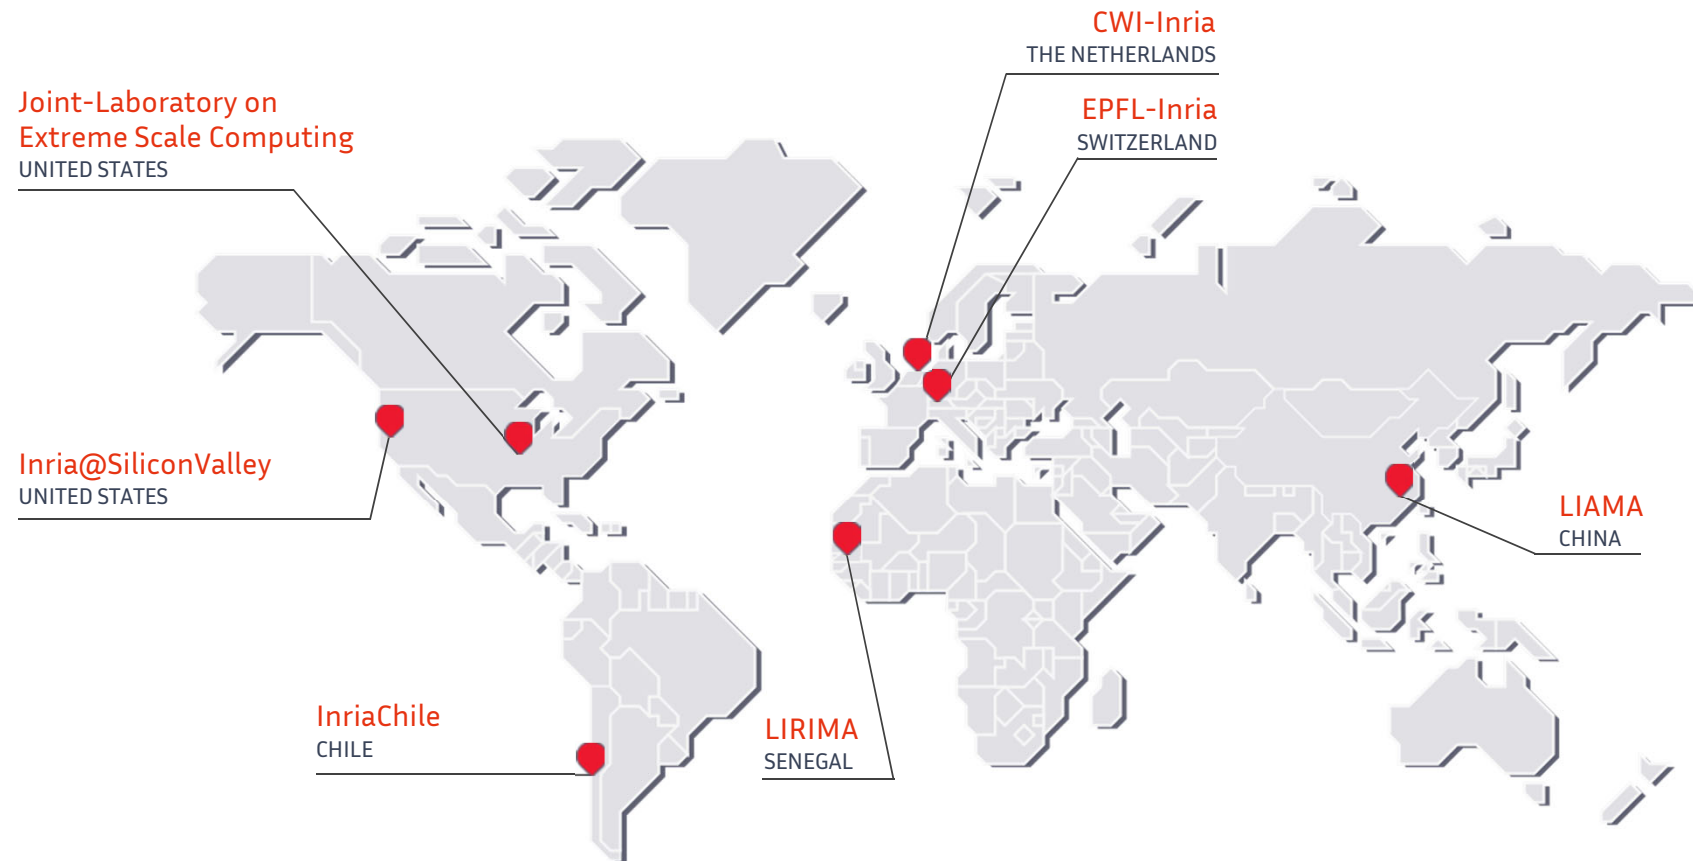 CWI-Inria
THE NETHERLANDS
Joint-Laboratory on
Extreme Scale Computing
UNITED STATES
EPFL-Inria
SWITZERLAND
Inria@SiliconValley
UNITED STATES
LIAMA
CHINA
InriaChile
CHILE
LIRIMA
SENEGAL